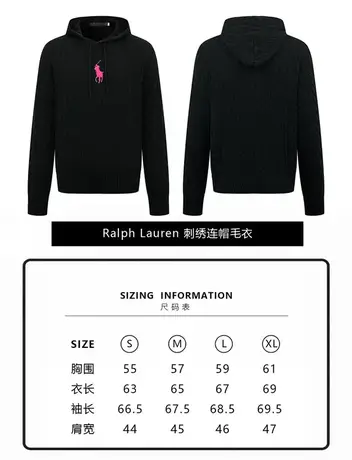 Ralph Lauren 刺绣连帽毛衣
SIZING INFORMATION
尺码表
SIZE S M L XL
胸围 55 57 59 61
衣长 63 65 67 69
袖长 66.5 67.5 68.5 69.5
肩宽 44 45 46 47